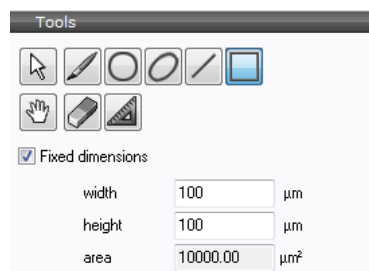 Tools
Fixed dimensions
width 100 µm
height 100 µm
area 10000.00 µm²